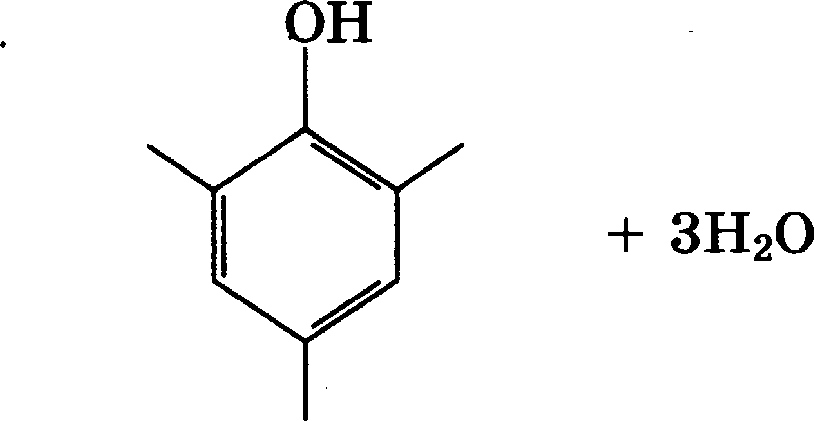 OH
+ 3H₂O